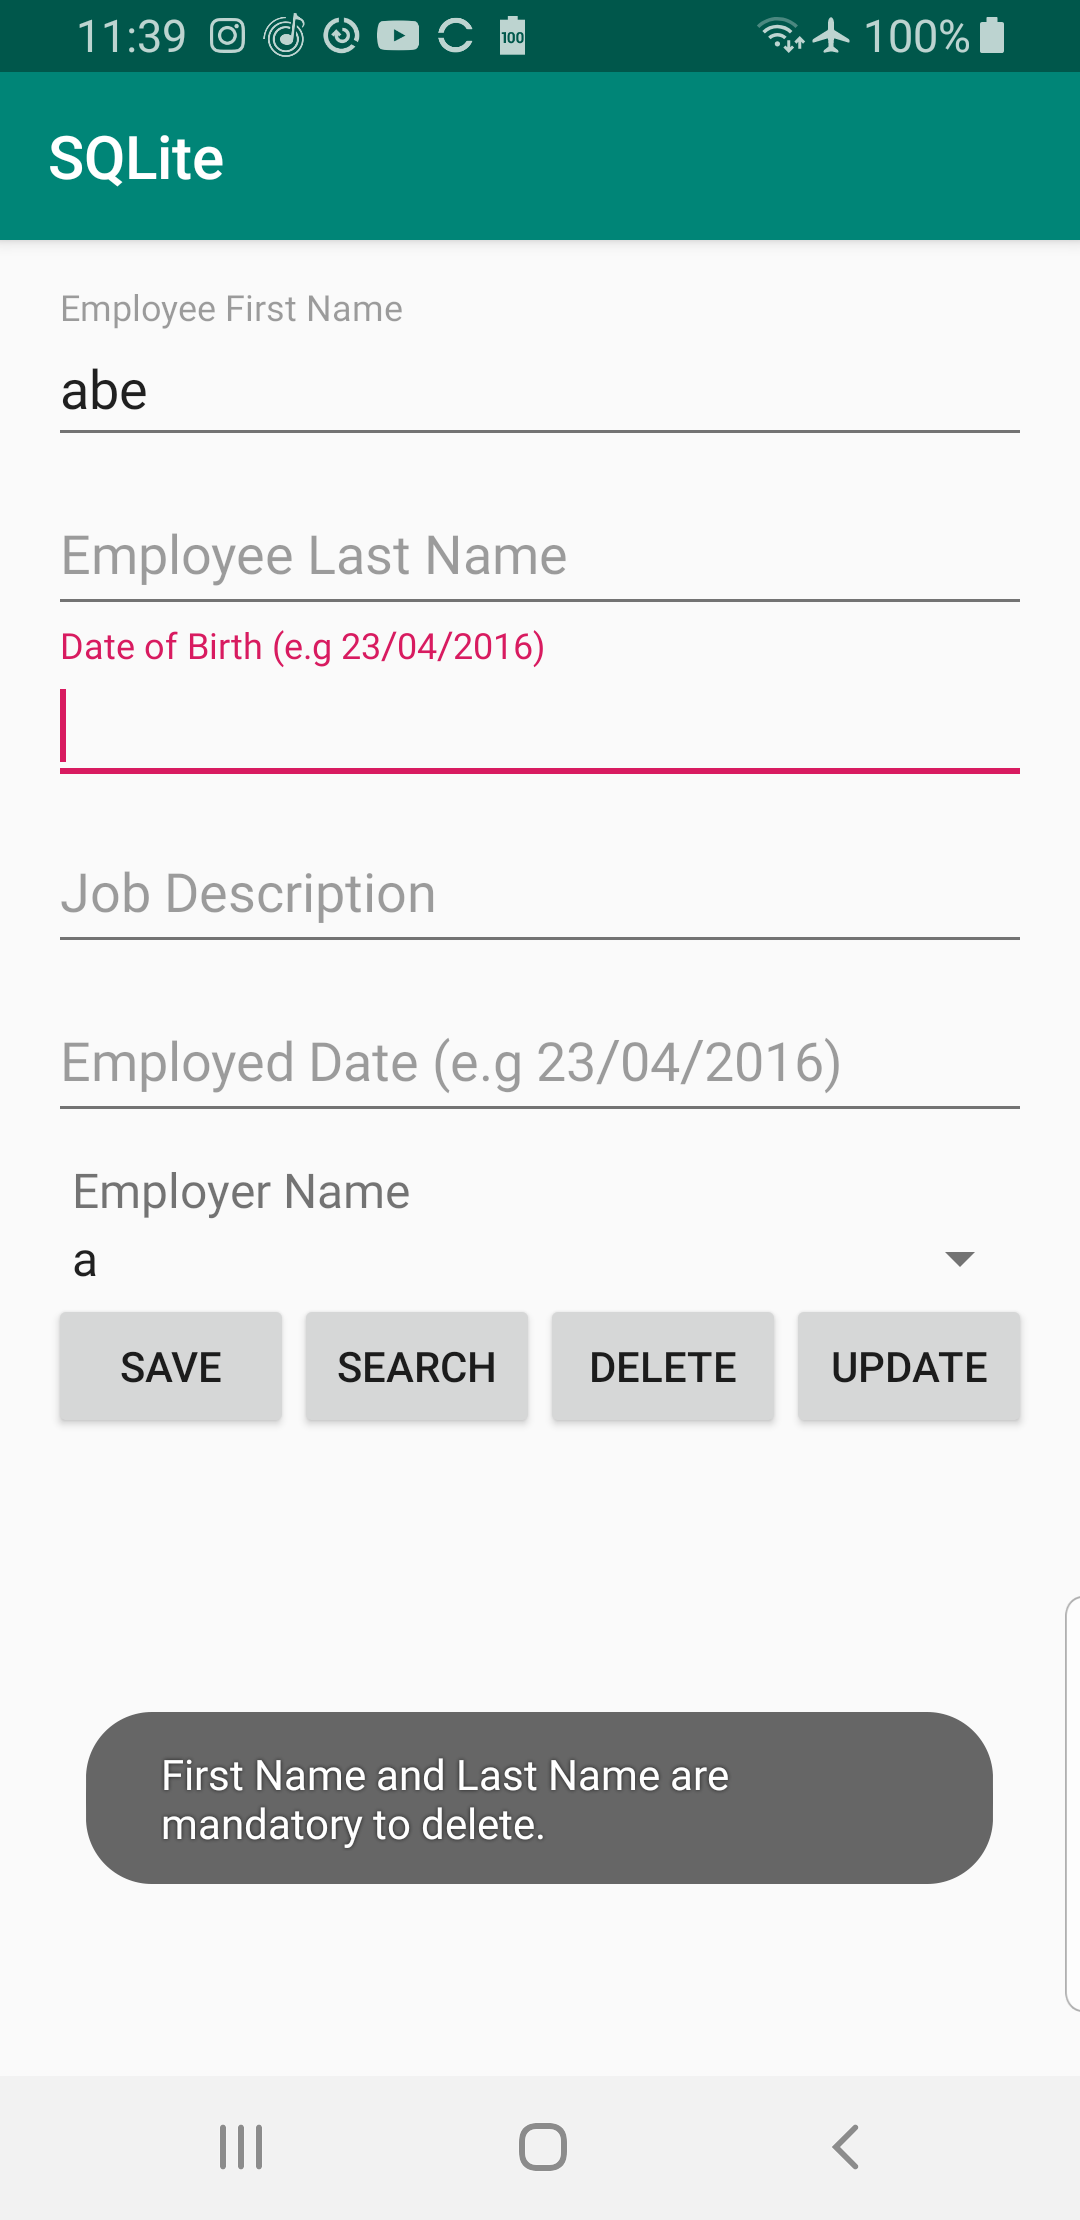 11:39 100 100%
SQLite
Employee First Name
abe
Employee Last Name
Date of Birth (e.g 23/04/2016)
Job Description
Employed Date (e.g 23/04/2016)
Employer Name
a
SAVE SEARCH DELETE UPDATE
First Name and Last Name are
mandatory to delete.